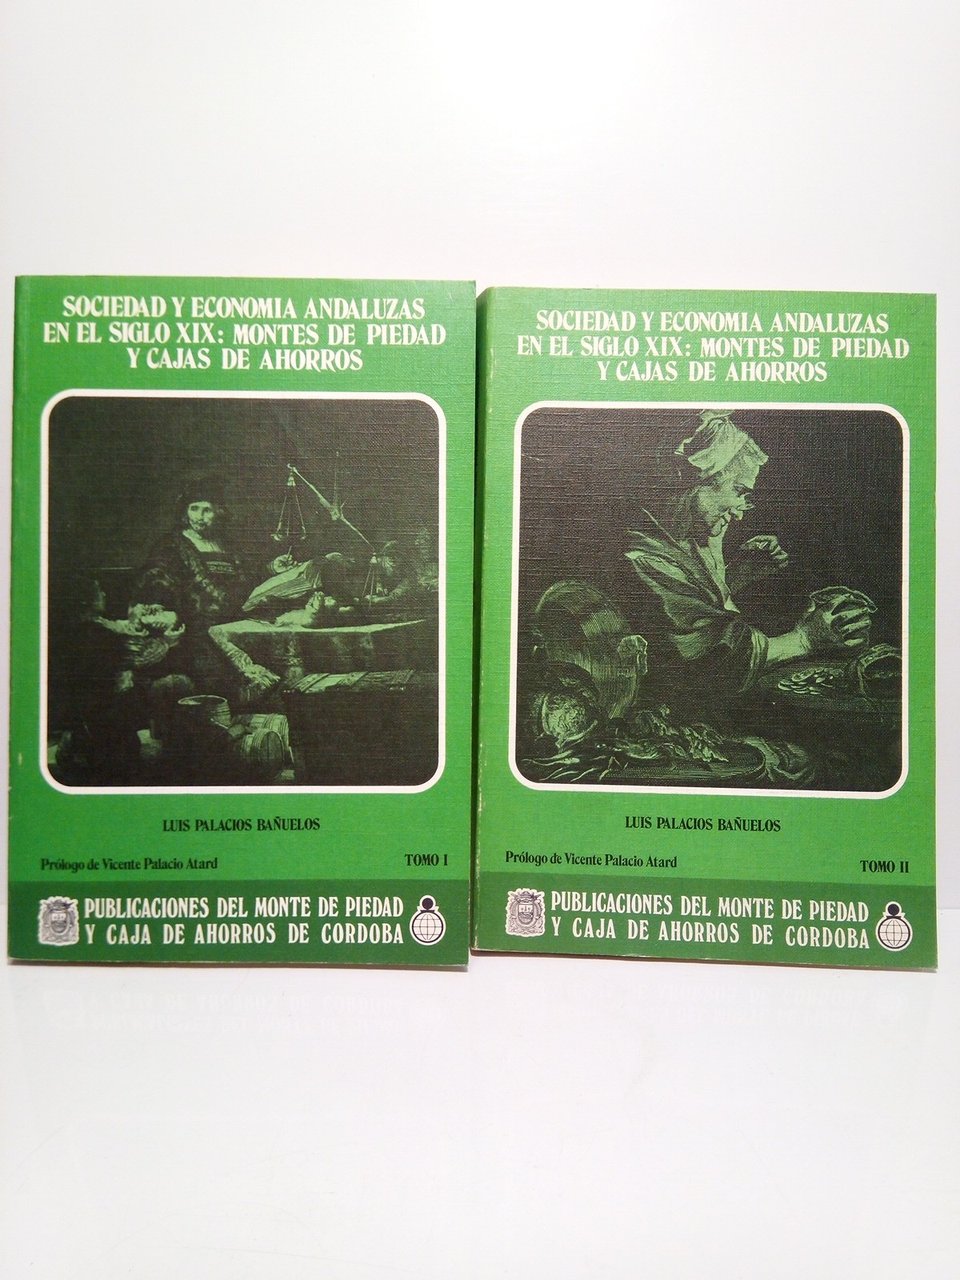 SOCIEDAD Y ECONOMIA ANDALUZAS
EN EL SIGLO XIX: MONTES DE PIEDAD
Y CAJAS DE AHORROS
LUIS PALACIOS BAÑUELOS
Prólogo de Vicente Palacio Atard
TOMO I
PUBLICACIONES DEL MONTE DE PIEDAD
Y CAJA DE AHORROS DE CORDOBA
SOCIEDAD Y ECONOMIA ANDALUZAS
EN EL SIGLO XIX: MONTES DE PIEDAD
Y CAJAS DE AHORROS
LUIS PALACIOS BAÑUELOS
Prólogo de Vicente Palacio Atard
TOMO II
PUBLICACIONES DEL MONTE DE PIEDAD
Y CAJA DE AHORROS DE CORDOBA